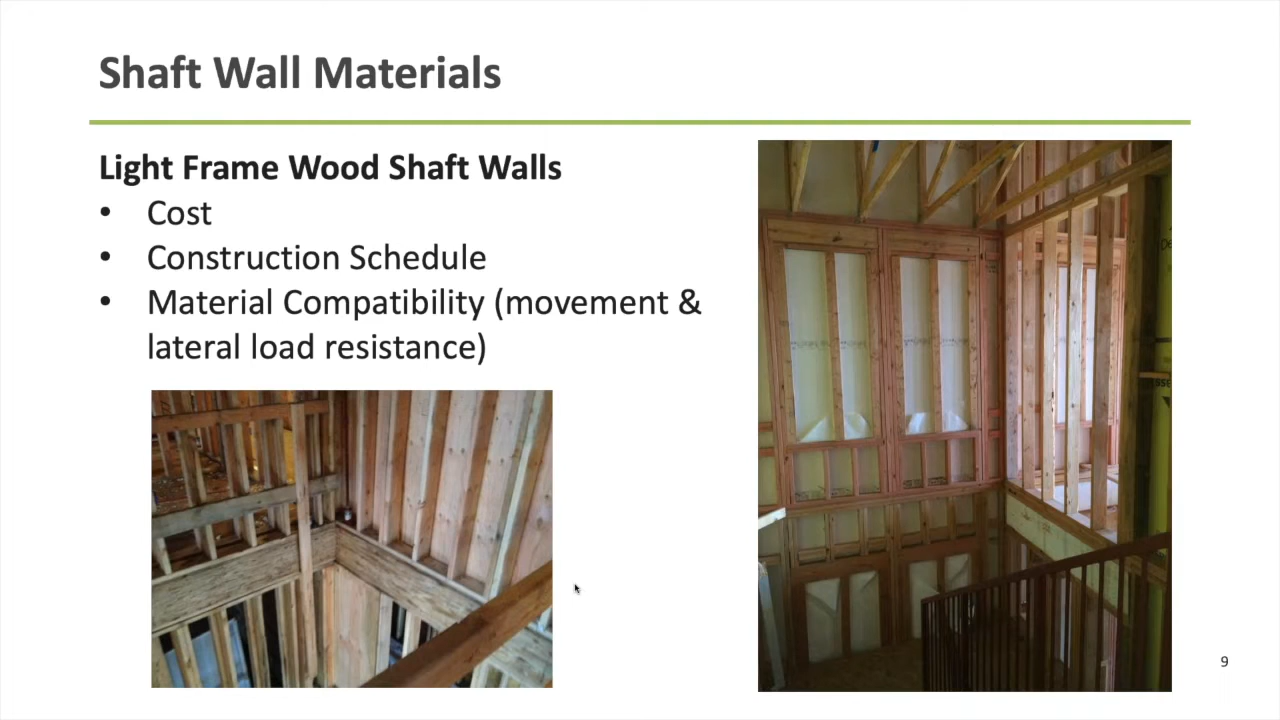 Shaft Wall Materials
Light Frame Wood Shaft Walls
• Cost
• Construction Schedule
• Material Compatibility (movement &
lateral load resistance)
9